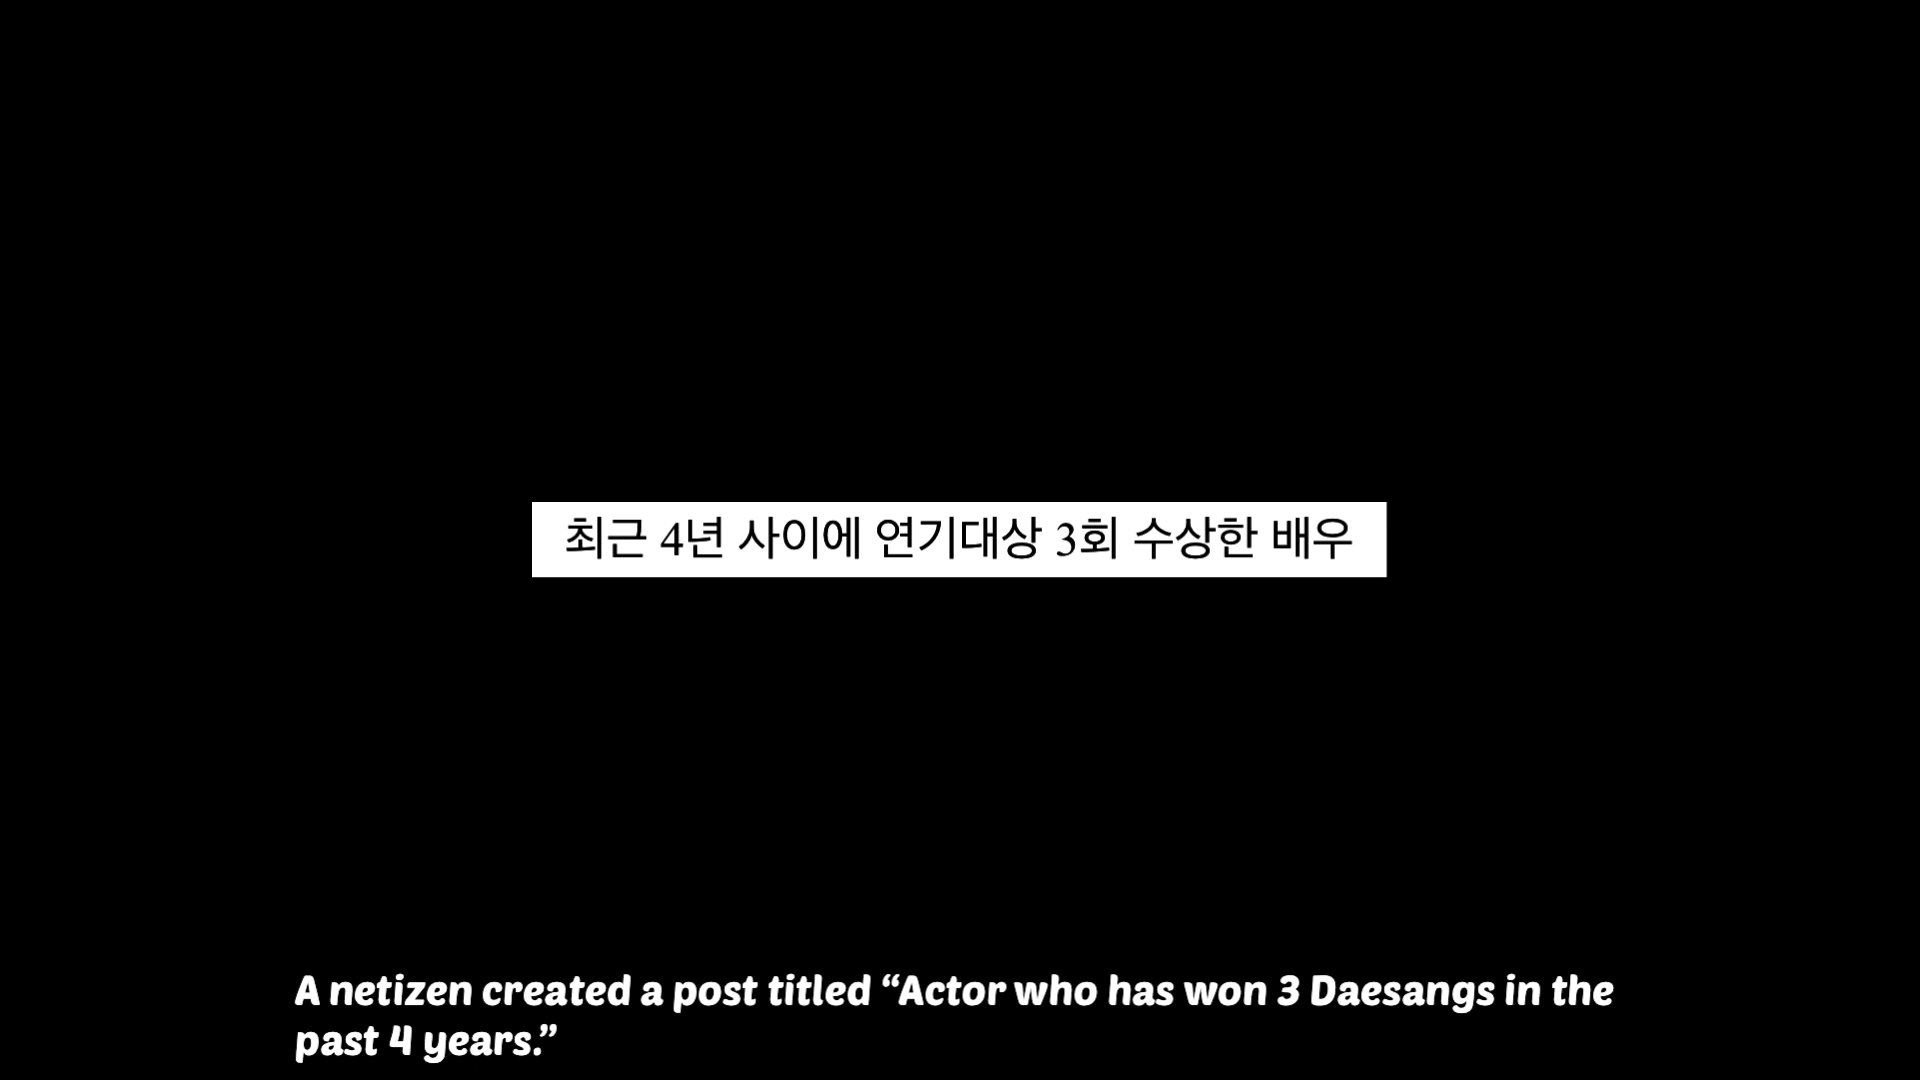 최근 4년 사이에 연기대상 3회 수상한 배우
A netizen created a post titled “Actor who has won 3 Daesangs in the
past 4 years.”